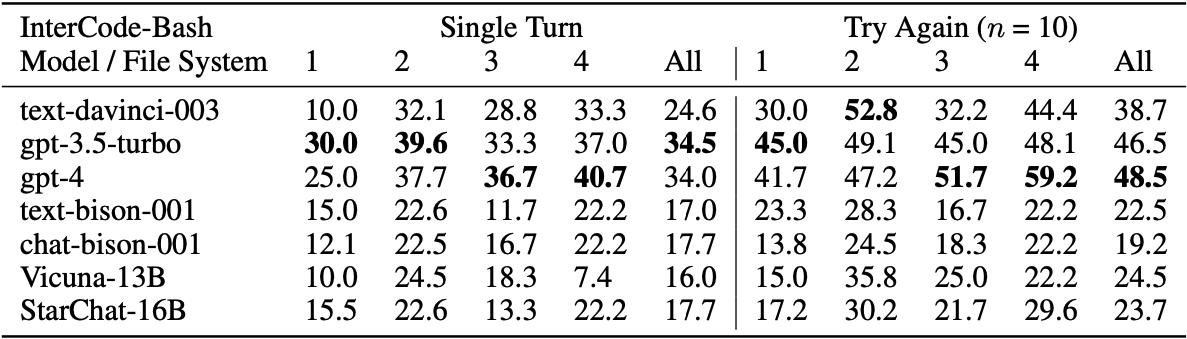 InterCode-Bash Single Turn Try Again (n = 10)
Model / File System 1 2 3 4 All 1 2 3 4 All
text-davinci-003 10.0 32.1 28.8 33.3 24.6 30.0 52.8 32.2 44.4 38.7
gpt-3.5-turbo 30.0 39.6 33.3 37.0 34.5 45.0 49.1 45.0 48.1 46.5
gpt-4 25.0 37.7 36.7 40.7 34.0 41.7 47.2 51.7 59.2 48.5
text-bison-001 15.0 22.6 11.7 22.2 17.0 23.3 28.3 16.7 22.2 22.5
chat-bison-001 12.1 22.5 16.7 22.2 17.7 13.8 24.5 18.3 22.2 19.2
Vicuna-13B 10.0 24.5 18.3 7.4 16.0 15.0 35.8 25.0 22.2 24.5
StarChat-16B 15.5 22.6 13.3 22.2 17.7 17.2 30.2 21.7 29.6 23.7